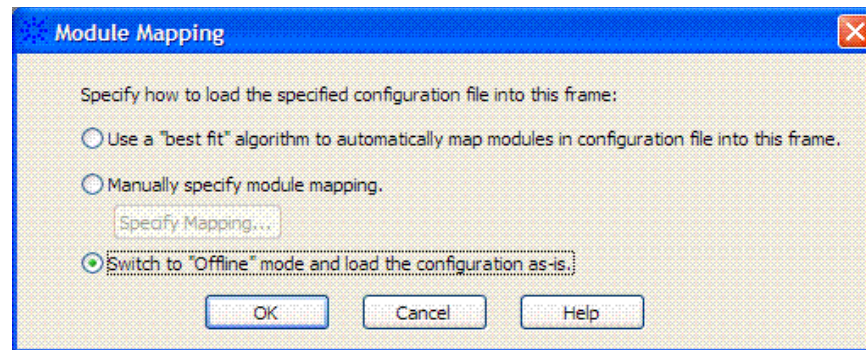 Module Mapping
Specify how to load the specified configuration file into this frame:
Use a "best fit" algorithm to automatically map modules in configuration file into this frame.
Manually specify module mapping.
Specify Mapping...
Switch to "Offline" mode and load the configuration as-is.
OK Cancel Help